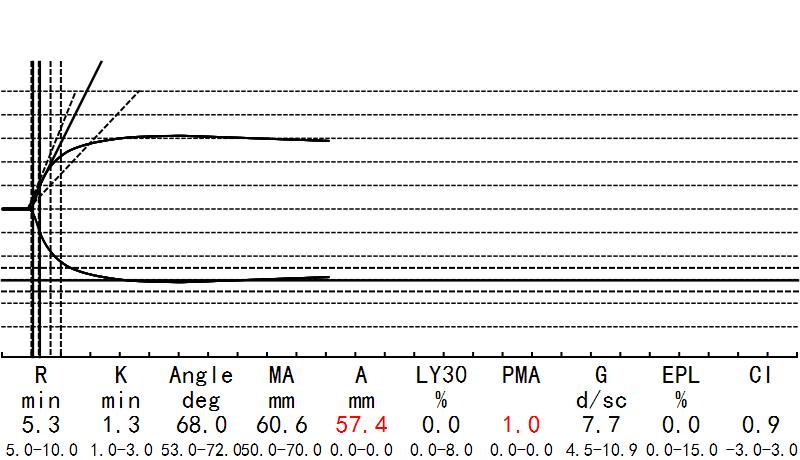 R K Angle MA A LY30 PMA G EPL CI
min min deg mm mm % d/sc %
5.3 1.3 68.0 60.6 57.4 0.0 1.0 7.7 0.0 0.9
5.0-10.0 1.0-3.0 53.0-72.0 50.0-70.0 0.0-0.0 0.0-8.0 0.0-0.0 4.5-10.9 0.0-15.0 -3.0-3.0